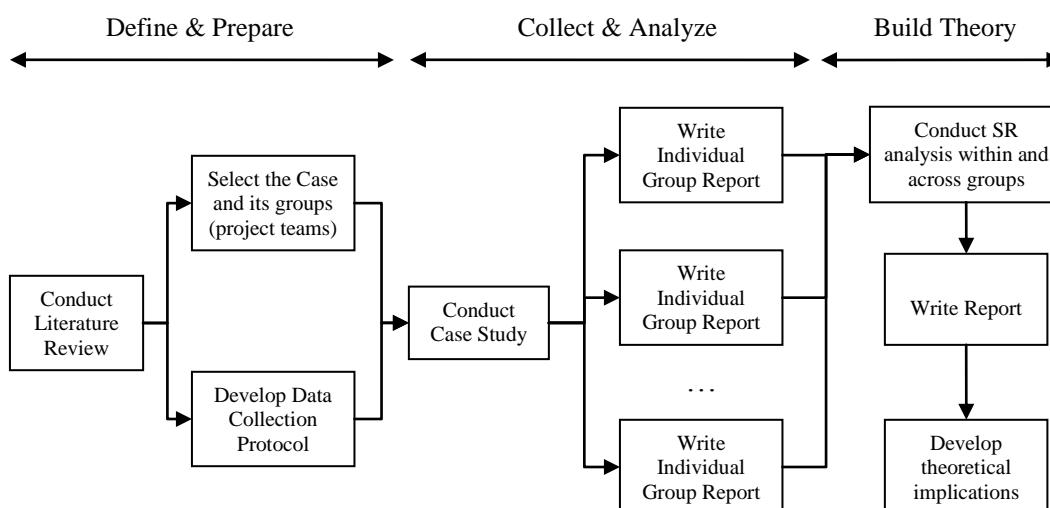 Define & Prepare
Collect & Analyze
Build Theory
Conduct
Literature
Review
Select the Case
and its groups
(project teams)
Develop Data
Collection
Protocol
Conduct
Case Study
Write
Individual
Group Report
Write
Individual
Group Report
...
Write
Individual
Group Report
Conduct SR
analysis within and
across groups
Write Report
Develop
theoretical
implications